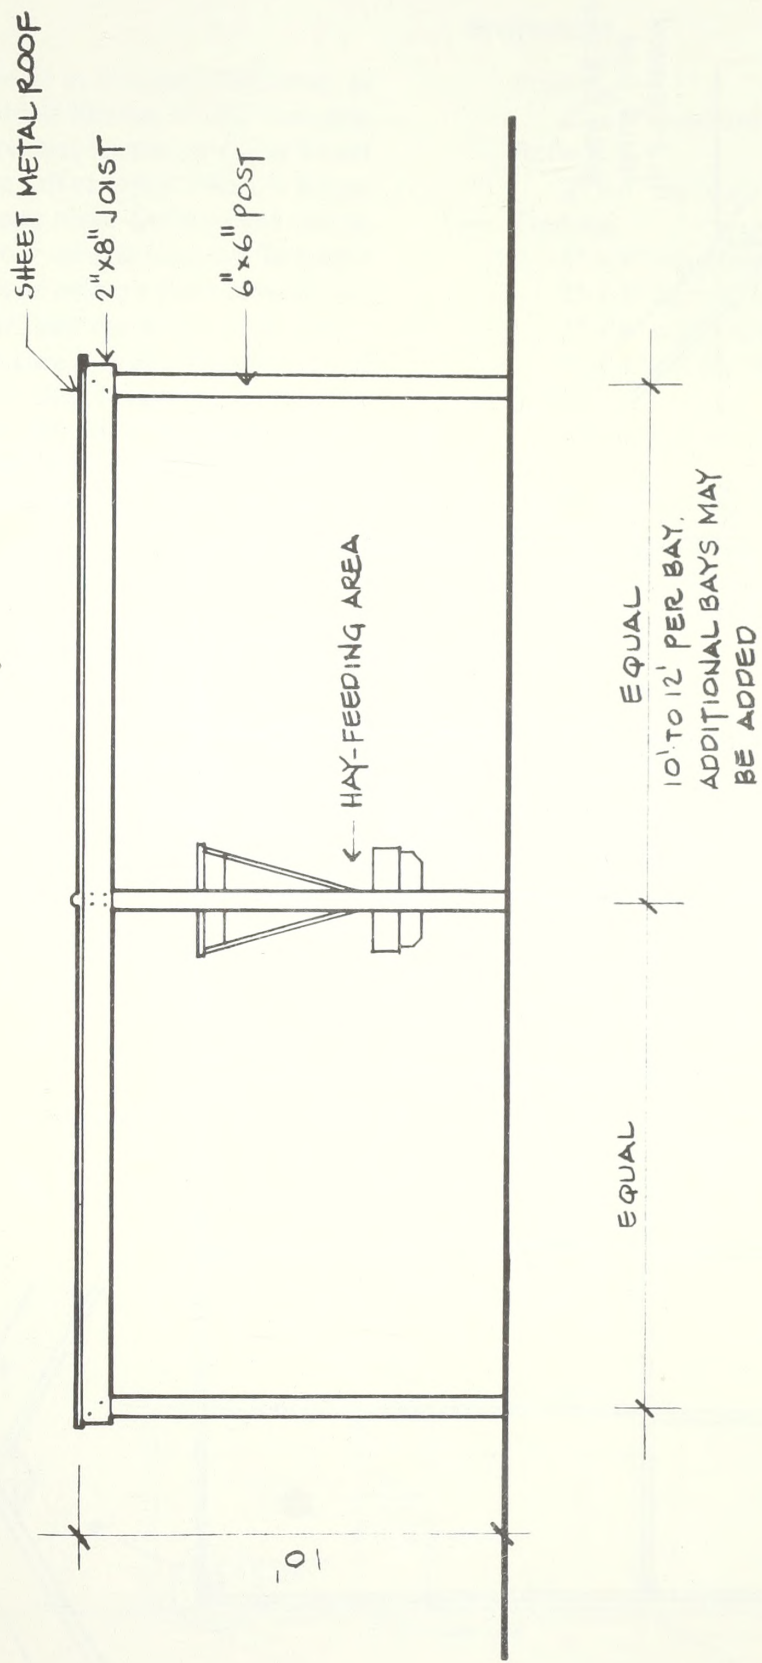 SHEET METAL ROOF
2"x8" JOIST
6"x6" POST
HAY-FEEDING AREA
10'
EQUAL
EQUAL
10' TO 12' PER BAY.
ADDITIONAL BAYS MAY
BE ADDED